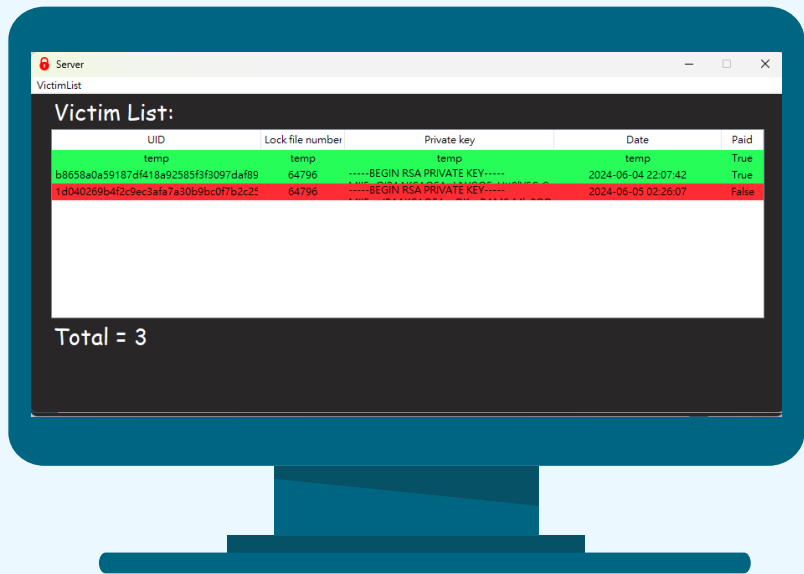 Server
VictimList
Victim List:
UID Lock file number Private key Date Paid
temp temp temp temp True
b8658a0a59187df418a92585f3f3097daf89 64796 -----BEGIN RSA PRIVATE KEY----- 2024-06-04 22:07:42 True
1d040269b4f2c9ec3afa7a30b9bc0f7b2c25 64796 -----BEGIN RSA PRIVATE KEY----- 2024-06-05 02:26:07 False
Total = 3